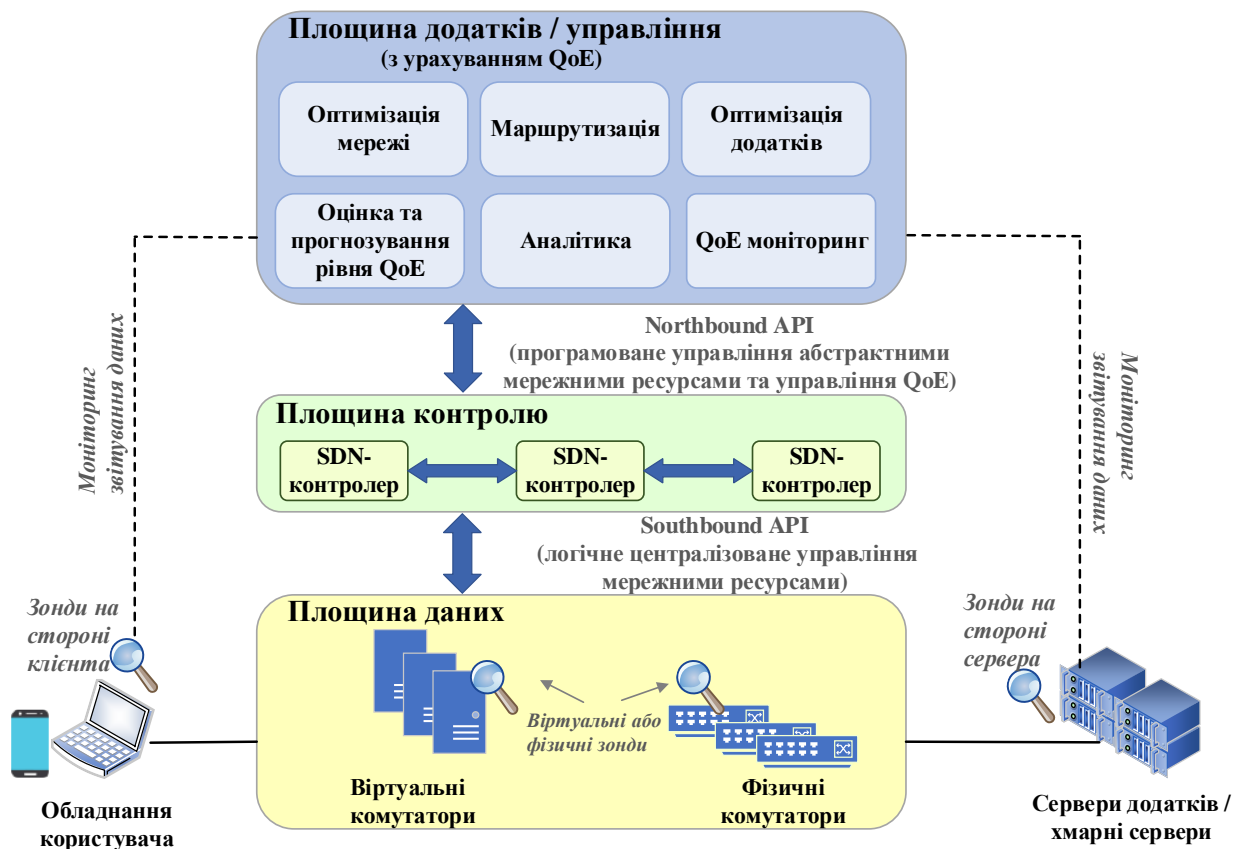 Площина додатків / управління
(з урахуванням QoE)
Оптимізація
мережі
Маршрутизація
Оптимізація
додатків
Оцінка та
прогнозування
рівня QoE
Аналітика
QoE моніторинг
Моніторинг
звітування даних
Northbound API
(програмоване управління абстрактними
мережними ресурсами та управління QoE)
Моніторинг
звітування даних
Площина контролю
SDN-
контролер
SDN-
контролер
SDN-
контролер
Southbound API
(логічне централізоване управління
мережними ресурсами)
Зонди на
стороні
клієнта
Площина даних
Зонди на
стороні
сервера
Віртуальні або
фізичні зонди
Віртуальні
комутатори
Фізичні
комутатори
Обладнання
користувача
Сервери додатків /
хмарні сервери